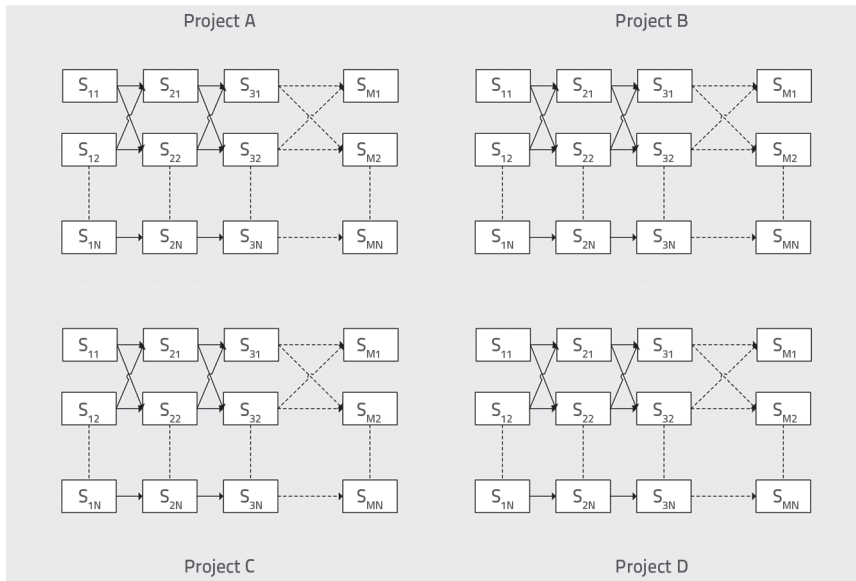 Project A Project B
S11 S21 S31 SM1 S11 S21 S31 SM1
S12 S22 S32 SM2 S12 S22 S32 SM2
S1N S2N S3N SMN S1N S2N S3N SMN
S11 S21 S31 SM1 S11 S21 S31 SM1
S12 S22 S32 SM2 S12 S22 S32 SM2
S1N S2N S3N SMN S1N S2N S3N SMN
Project C Project D